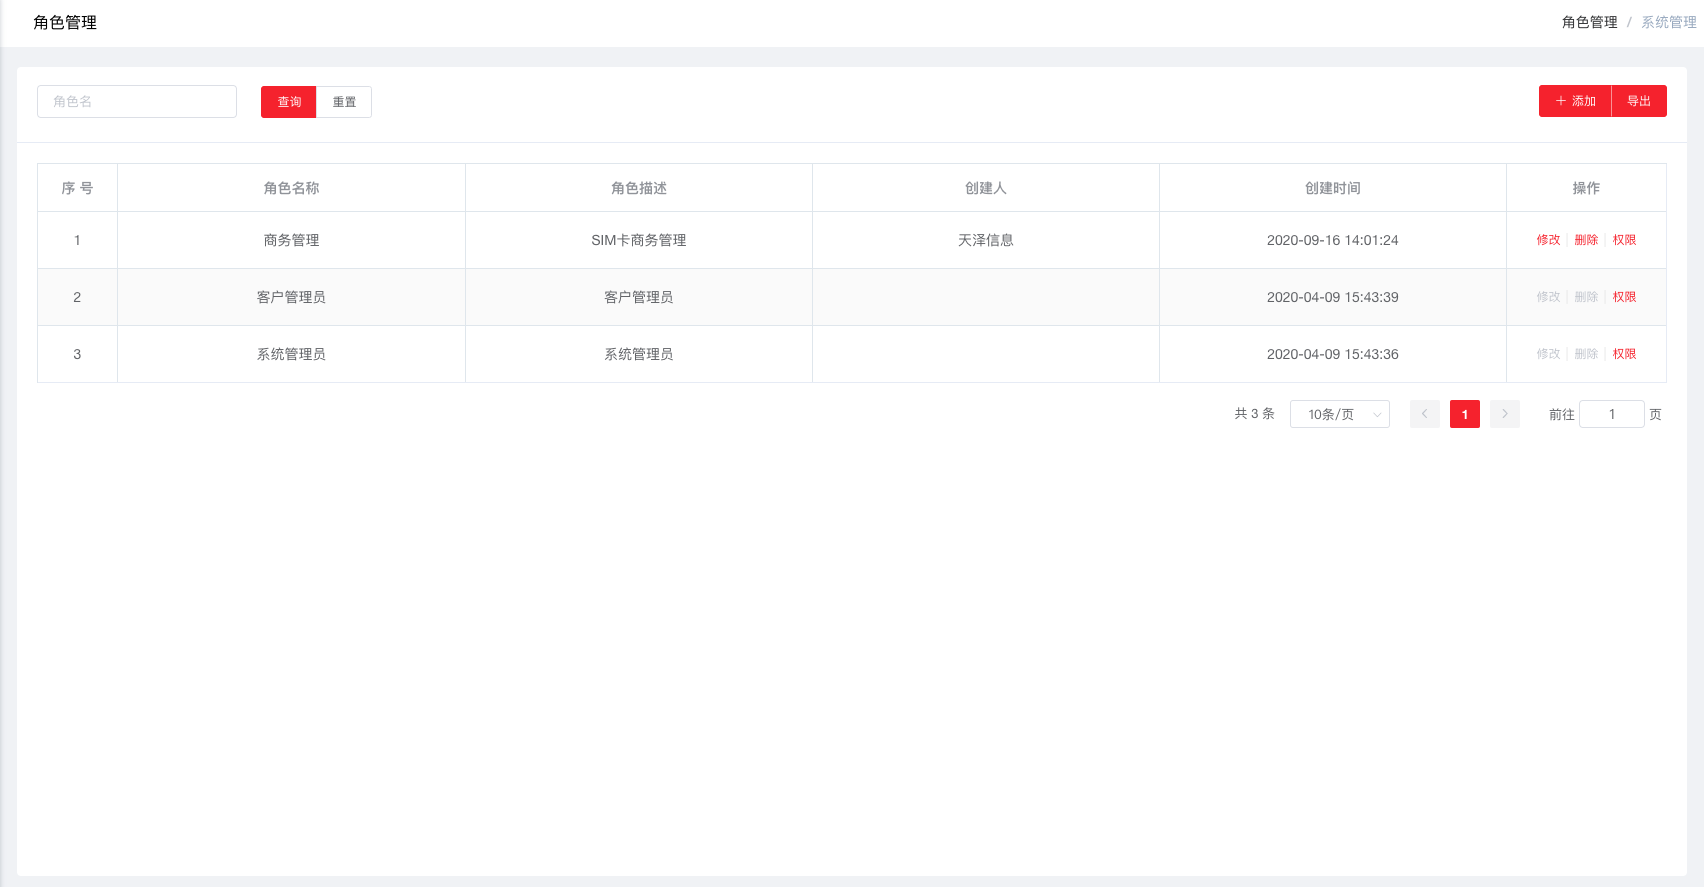 角色管理
角色管理 / 系统管理
角色名 查询 重置 + 添加 导出
序 号 角色名称 角色描述 创建人 创建时间 操作
1 商务管理 SIM卡商务管理 天泽信息 2020-09-16 14:01:24 修改 删除 权限
2 客户管理员 客户管理员 2020-04-09 15:43:39 修改 删除 权限
3 系统管理员 系统管理员 2020-04-09 15:43:36 修改 删除 权限
共 3 条 10条/页 1 前往 1 页